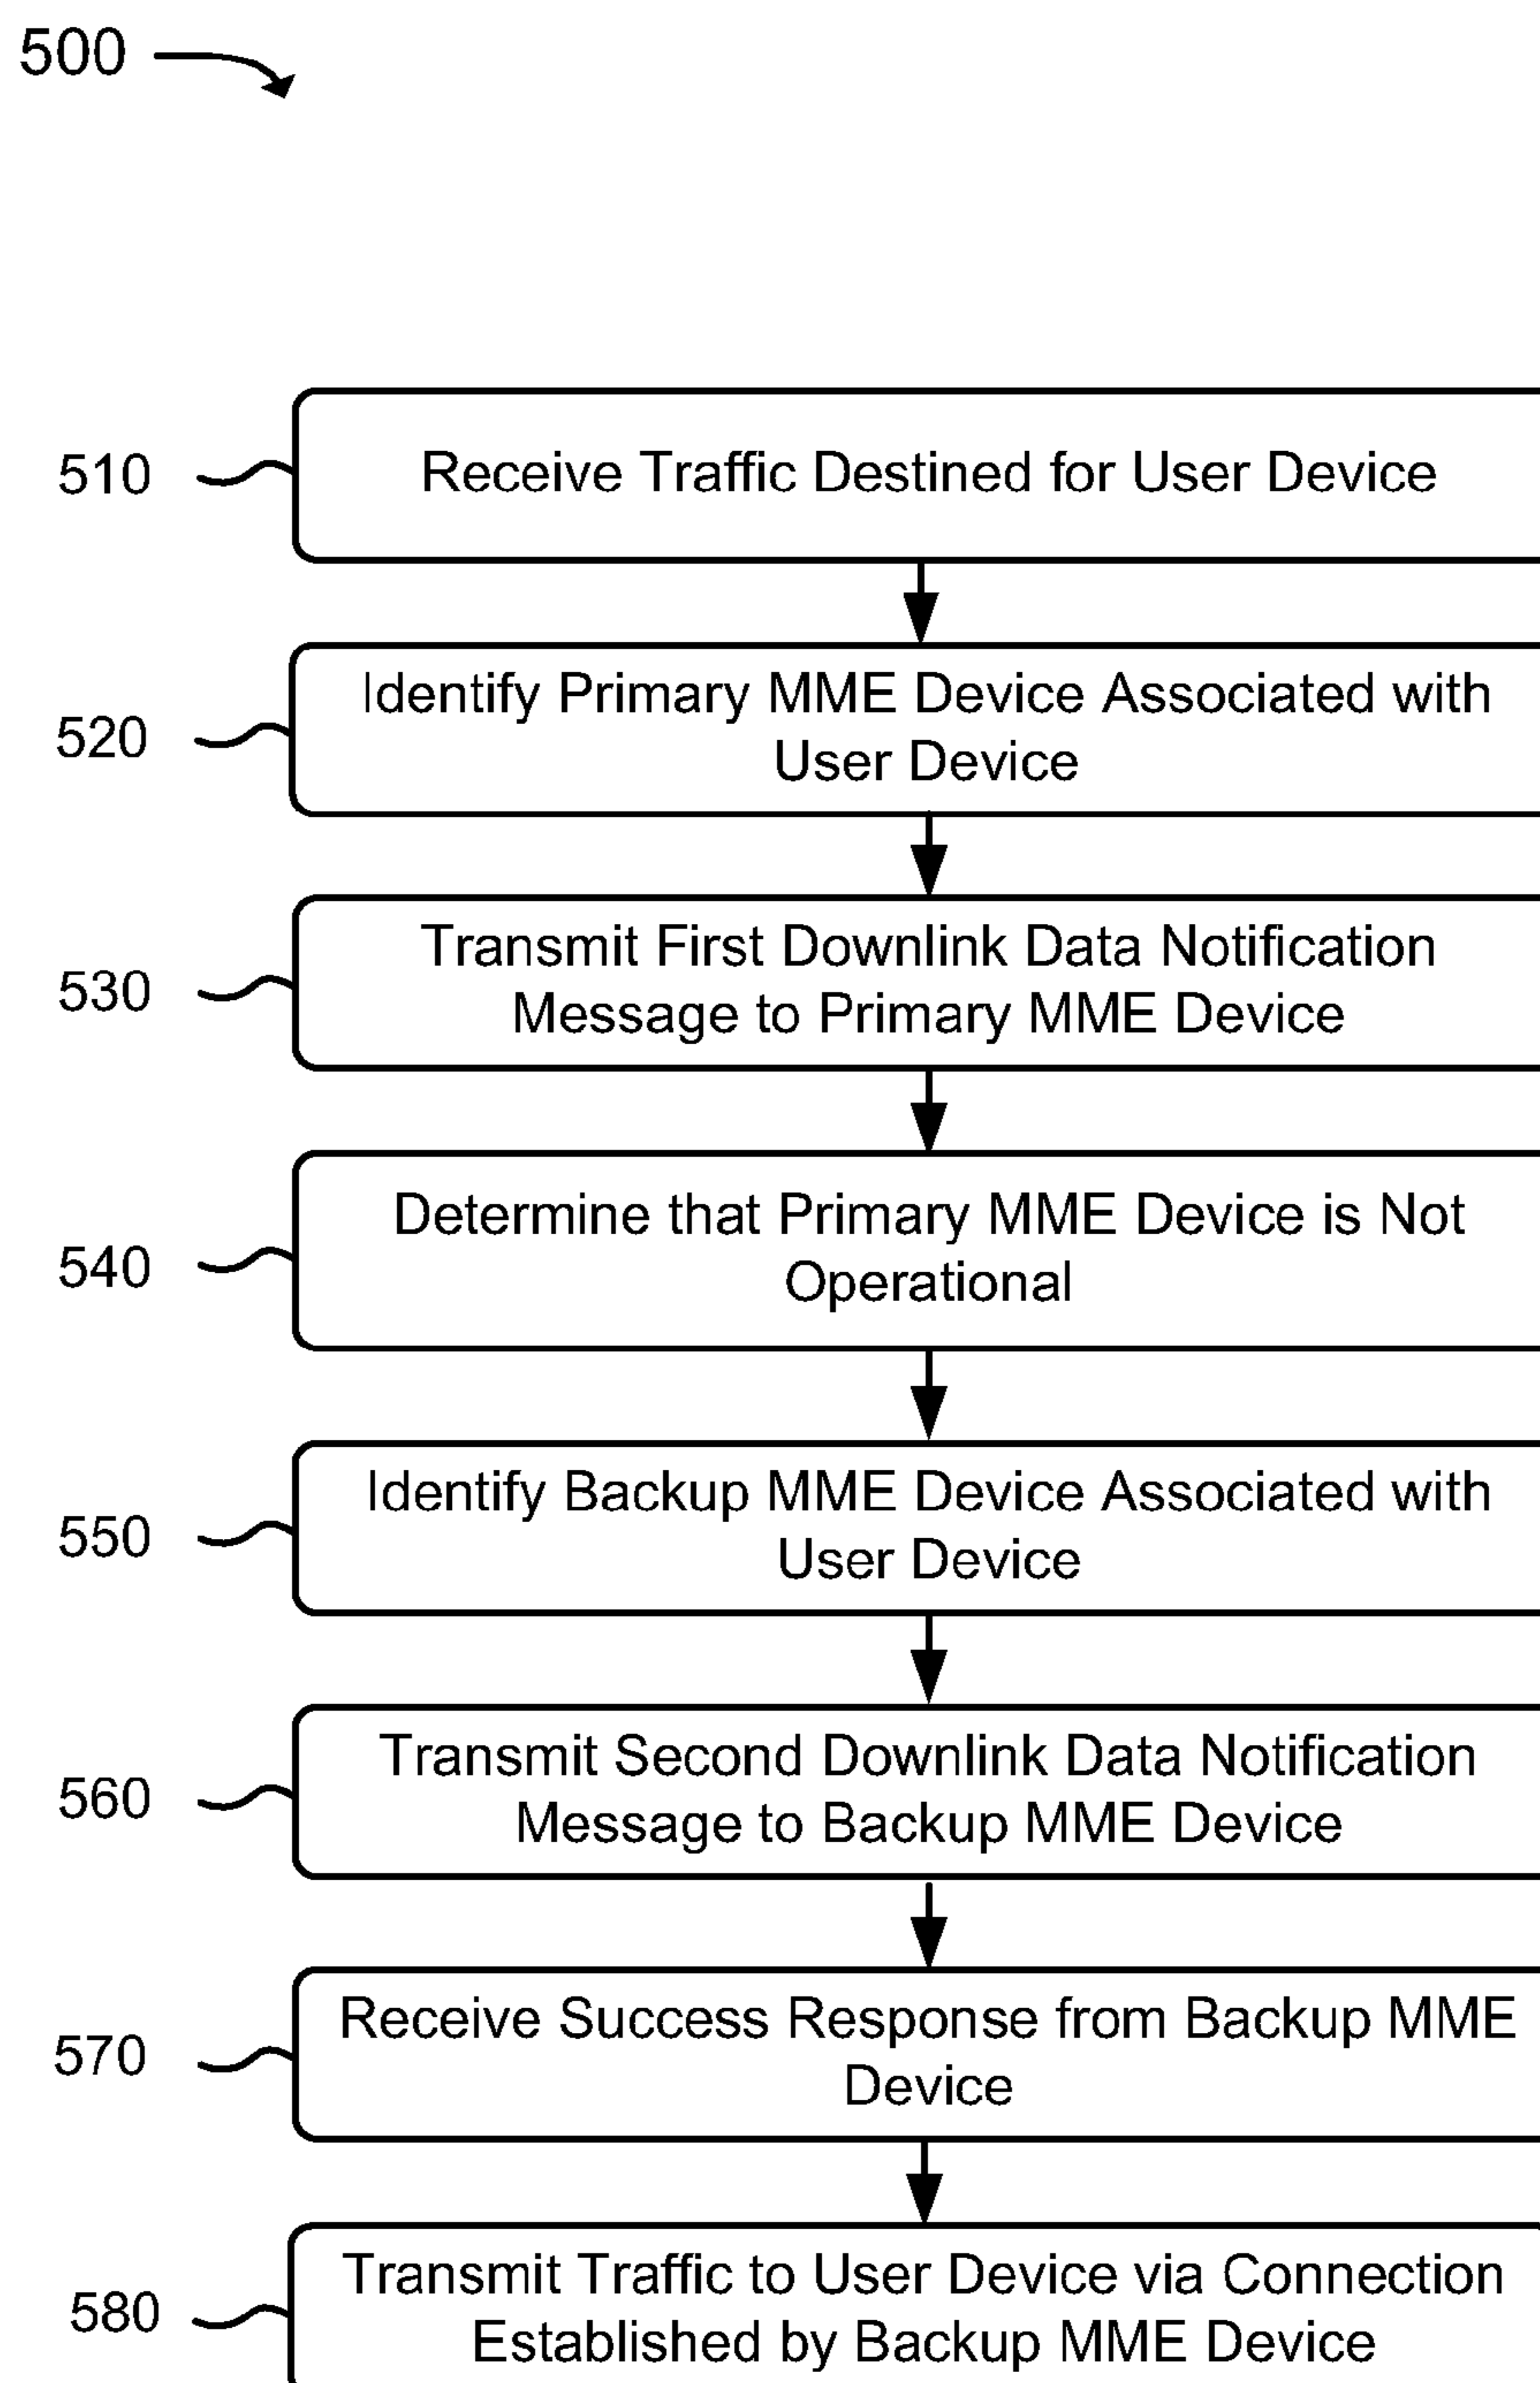 500
510
Receive Traffic Destined for User Device
520
Identify Primary MME Device Associated with
User Device
530
Transmit First Downlink Data Notification
Message to Primary MME Device
540
Determine that Primary MME Device is Not
Operational
550
Identify Backup MME Device Associated with
User Device
560
Transmit Second Downlink Data Notification
Message to Backup MME Device
570
Receive Success Response from Backup MME
Device
580
Transmit Traffic to User Device via Connection
Established by Backup MME Device